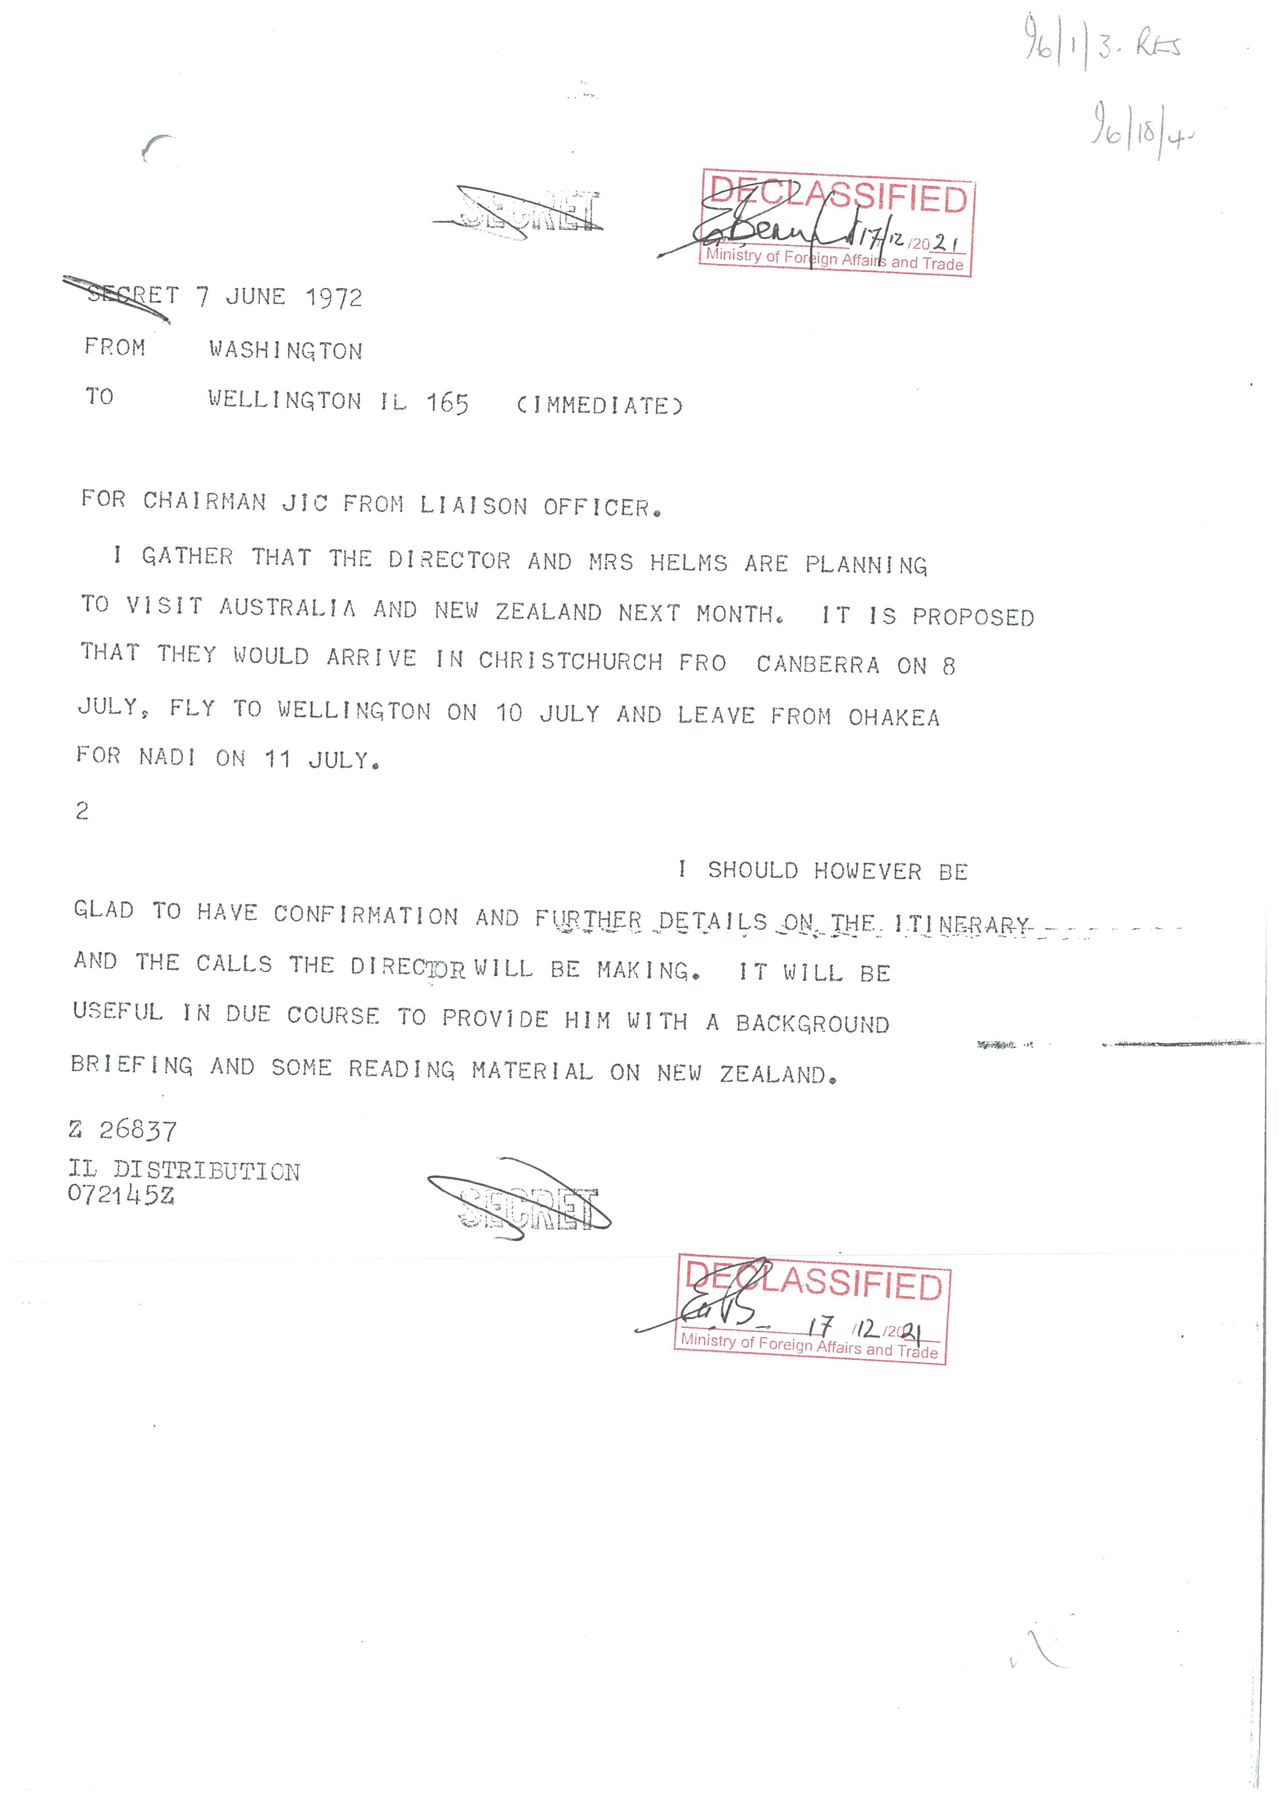 96/1/3. RES
96/18/4
SECRET
DECLASSIFIED
17/12/2021
Ministry of Foreign Affairs and Trade
SECRET 7 JUNE 1972
FROM WASHINGTON
TO WELLINGTON IL 165 (IMMEDIATE)
FOR CHAIRMAN JIC FROM LIAISON OFFICER.
I GATHER THAT THE DIRECTOR AND MRS HELMS ARE PLANNING
TO VISIT AUSTRALIA AND NEW ZEALAND NEXT MONTH. IT IS PROPOSED
THAT THEY WOULD ARRIVE IN CHRISTCHURCH FRO CANBERRA ON 8
JULY, FLY TO WELLINGTON ON 10 JULY AND LEAVE FROM OHAKEA
FOR NADI ON 11 JULY.
2
I SHOULD HOWEVER BE
GLAD TO HAVE CONFIRMATION AND FURTHER DETAILS ON THE ITINERARY
AND THE CALLS THE DIRECTOR WILL BE MAKING. IT WILL BE
USEFUL IN DUE COURSE TO PROVIDE HIM WITH A BACKGROUND
BRIEFING AND SOME READING MATERIAL ON NEW ZEALAND.
Z 26837
IL DISTRIBUTION
072145Z
SECRET
DECLASSIFIED
17/12/2021
Ministry of Foreign Affairs and Trade